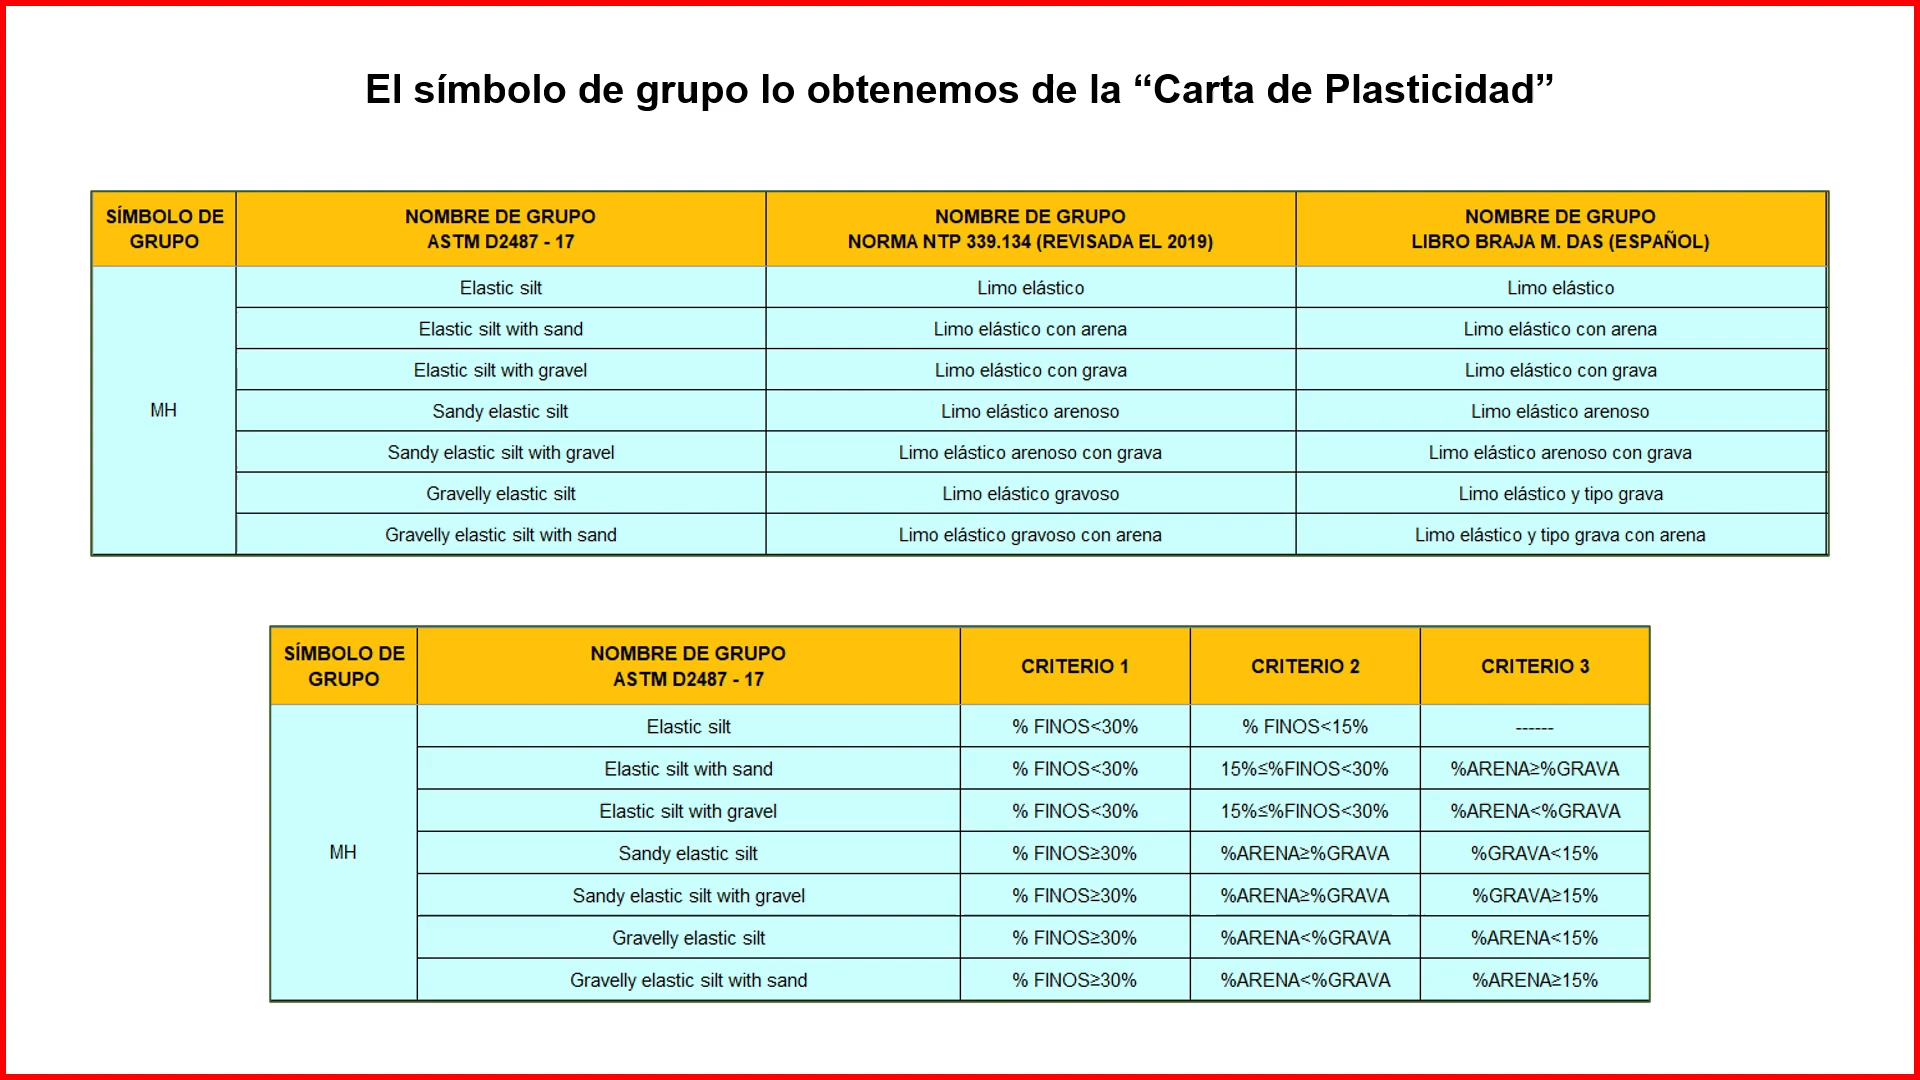 El símbolo de grupo lo obtenemos de la “Carta de Plasticidad”
SÍMBOLO DE GRUPO | NOMBRE DE GRUPO ASTM D2487 - 17 | NOMBRE DE GRUPO NORMA NTP 339.134 (REVISADA EL 2019) | NOMBRE DE GRUPO LIBRO BRAJA M. DAS (ESPAÑOL)
Elastic silt | Limo elástico | Limo elástico
Elastic silt with sand | Limo elástico con arena | Limo elástico con arena
Elastic silt with gravel | Limo elástico con grava | Limo elástico con grava
MH | Sandy elastic silt | Limo elástico arenoso | Limo elástico arenoso
Sandy elastic silt with gravel | Limo elástico arenoso con grava | Limo elástico arenoso con grava
Gravelly elastic silt | Limo elástico gravoso | Limo elástico y tipo grava
Gravelly elastic silt with sand | Limo elástico gravoso con arena | Limo elástico y tipo grava con arena
SÍMBOLO DE GRUPO | NOMBRE DE GRUPO ASTM D2487 - 17 | CRITERIO 1 | CRITERIO 2 | CRITERIO 3
Elastic silt | % FINOS<30% | % FINOS<15% | ------
Elastic silt with sand | % FINOS<30% | 15%≤%FINOS<30% | %ARENA≥%GRAVA
Elastic silt with gravel | % FINOS<30% | 15%≤%FINOS<30% | %ARENA<%GRAVA
MH | Sandy elastic silt | % FINOS≥30% | %ARENA≥%GRAVA | %GRAVA<15%
Sandy elastic silt with gravel | % FINOS≥30% | %ARENA≥%GRAVA | %GRAVA≥15%
Gravelly elastic silt | % FINOS≥30% | %ARENA<%GRAVA | %ARENA<15%
Gravelly elastic silt with sand | % FINOS≥30% | %ARENA<%GRAVA | %ARENA≥15%